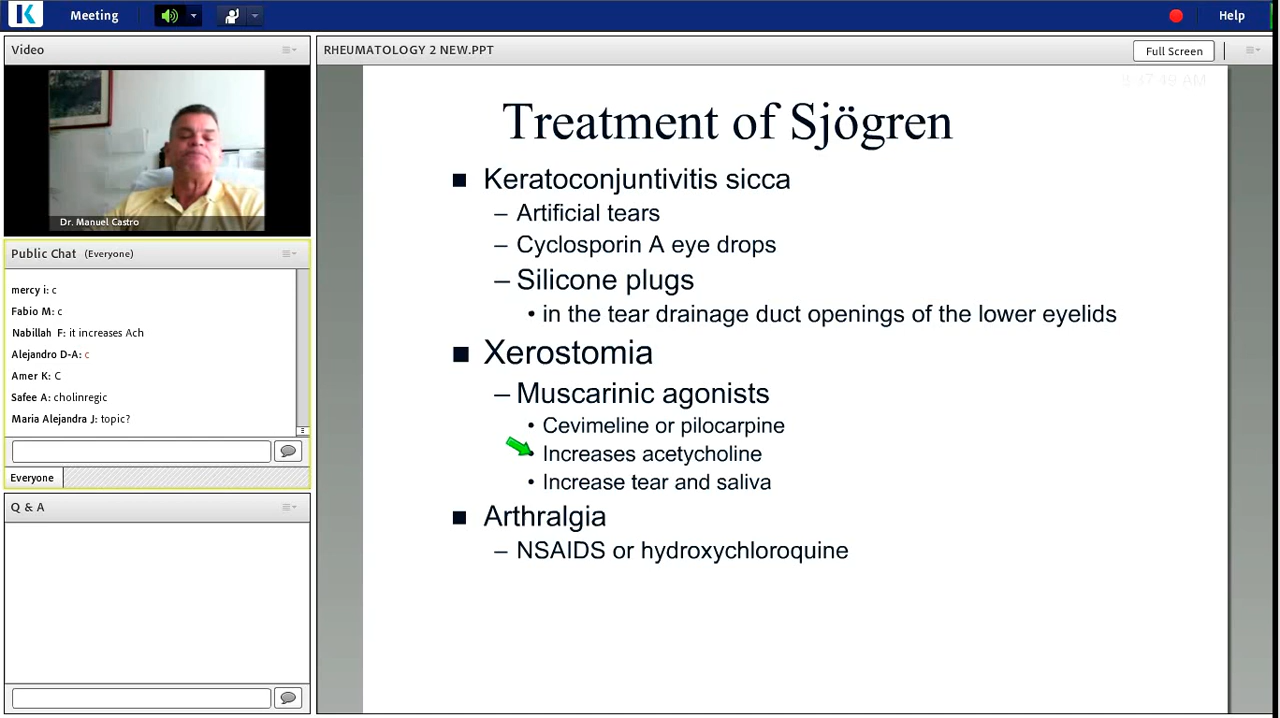 K Meeting Help
Video
Dr. Manuel Castro
Public Chat (Everyone)
mercy i: c
Fabio M: c
Nabillah F: it increases Ach
Alejandro D-A: c
Amer K: C
Safee A: cholinregic
María Alejandra J: topic?
Everyone
Q & A
RHEUMATOLOGY 2 NEW.PPT
Full Screen
Treatment of Sjögren
■ Keratoconjuntivitis sicca
– Artificial tears
– Cyclosporin A eye drops
– Silicone plugs
• in the tear drainage duct openings of the lower eyelids
■ Xerostomia
– Muscarinic agonists
• Cevimeline or pilocarpine
• Increases acetycholine
• Increase tear and saliva
■ Arthralgia
– NSAIDS or hydroxychloroquine